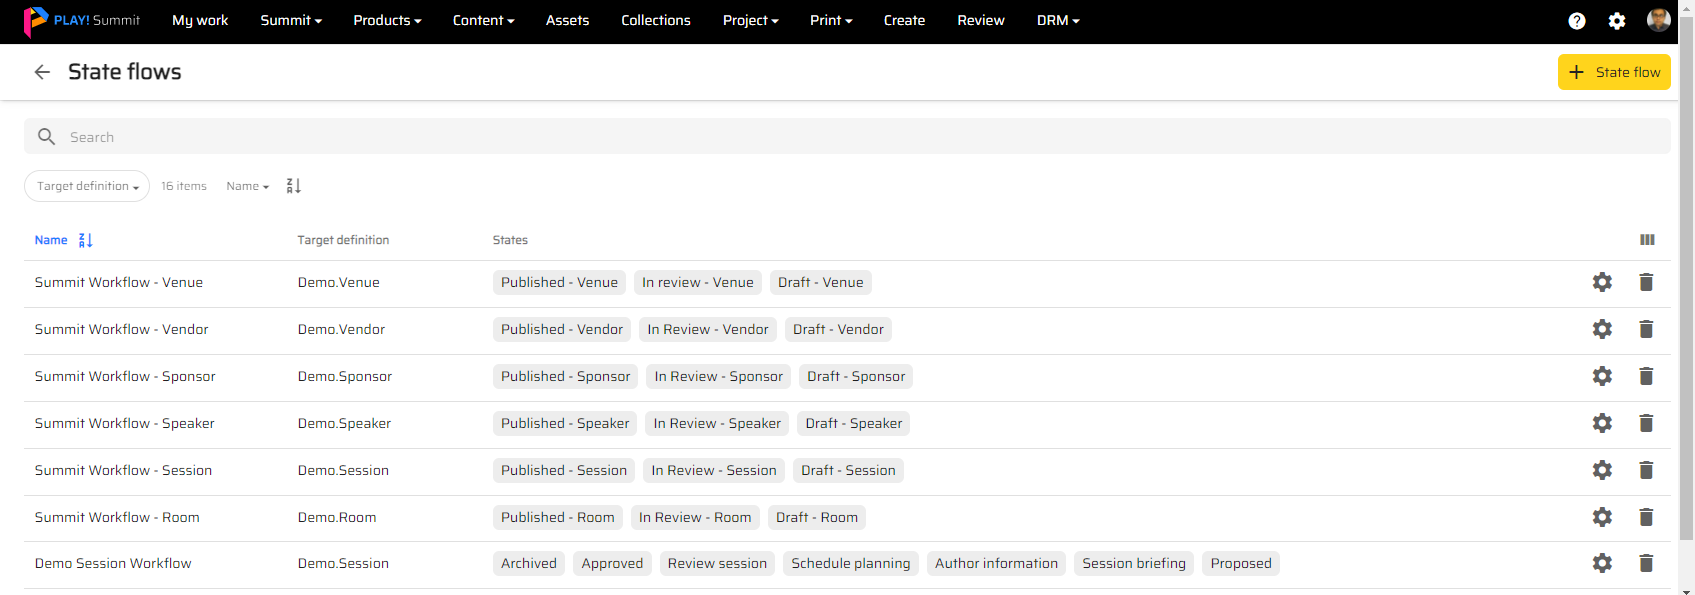 PLAY! Summit My work Summit Products Content Assets Collections Project Print Create Review DRM ?
State flows + State flow
Search
Target definition 16 items Name Z A
Name Z A Target definition States
Summit Workflow - Venue Demo.Venue Published - Venue In review - Venue Draft - Venue
Summit Workflow - Vendor Demo.Vendor Published - Vendor In Review - Vendor Draft - Vendor
Summit Workflow - Sponsor Demo.Sponsor Published - Sponsor In Review - Sponsor Draft - Sponsor
Summit Workflow - Speaker Demo.Speaker Published - Speaker In Review - Speaker Draft - Speaker
Summit Workflow - Session Demo.Session Published - Session In Review - Session Draft - Session
Summit Workflow - Room Demo.Room Published - Room In Review - Room Draft - Room
Demo Session Workflow Demo.Session Archived Approved Review session Schedule planning Author information Session briefing Proposed